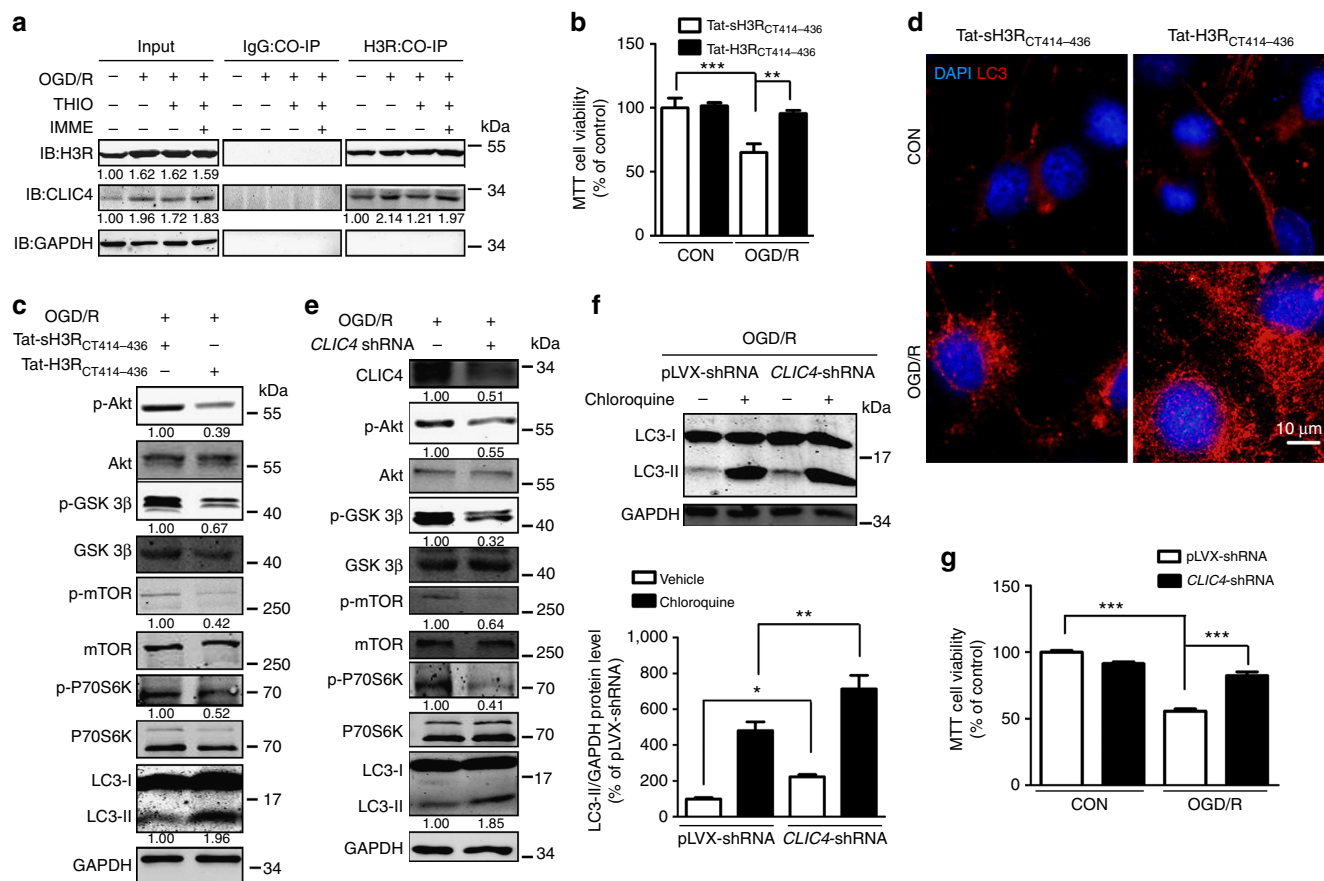 a
Input IgG:CO-IP H3R:CO-IP
OGD/R – + + + – + + + – + + +
THIO – – + + – – + + – – + +
IMME – – – + – – – + – – – + kDa
IB:H3R 55
1.00 1.62 1.62 1.59
IB:CLIC4 34
1.00 1.96 1.72 1.83 1.00 2.14 1.21 1.97
IB:GAPDH 34
b
Tat-sH3RCT414–436
Tat-H3RCT414–436
MTT cell viability
(% of control)
150
100
50
0
***
**
CON OGD/R
c
OGD/R + +
Tat-sH3RCT414–436 + –
Tat-H3RCT414–436 – +
kDa
p-Akt 55
1.00 0.39
Akt 55
p-GSK 3β 40
1.00 0.67
GSK 3β 40
p-mTOR 250
1.00 0.42
mTOR 250
p-P70S6K 70
1.00 0.52
P70S6K 70
LC3-I 17
LC3-II
1.00 1.96
GAPDH 34
d
Tat-sH3RCT414–436 Tat-H3RCT414–436
DAPI LC3
CON
OGD/R
10 μm
e
OGD/R + +
CLIC4 shRNA – + kDa
CLIC4 34
1.00 0.51
p-Akt 55
1.00 0.55
Akt 55
p-GSK 3β 40
1.00 0.32
GSK 3β 40
p-mTOR 250
1.00 0.64
mTOR 250
p-P70S6K 70
1.00 0.41
P70S6K 70
LC3-I 17
LC3-II
1.00 1.85
GAPDH 34
f
OGD/R
pLVX-shRNA CLIC4-shRNA
Chloroquine – + – + kDa
LC3-I 17
LC3-II
GAPDH 34
Vehicle
Chloroquine
LC3-II/GAPDH protein level
(% of pLVX-shRNA)
1,000
800
600
400
200
0
*
**
pLVX-shRNA CLIC4-shRNA
g
pLVX-shRNA
CLIC4-shRNA
MTT cell viability
(% of control)
150
100
50
0
***
***
CON OGD/R